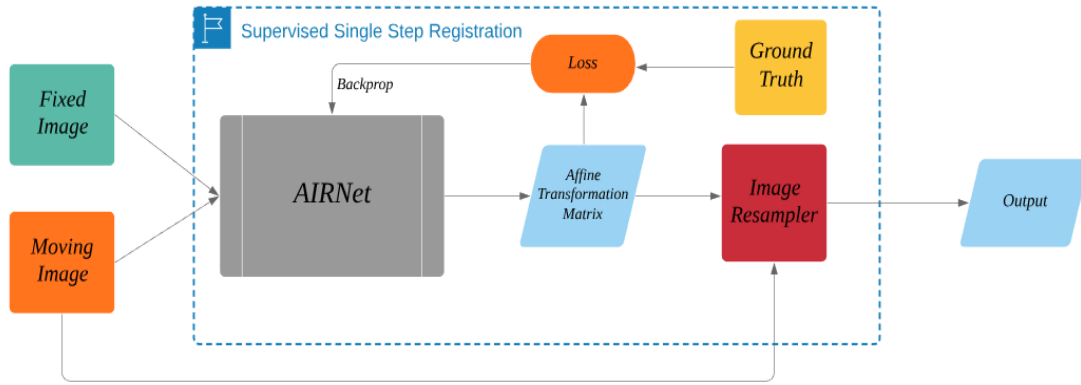 Supervised Single Step Registration
Fixed
Image
Moving
Image
Backprop
Loss
Ground
Truth
AIRNet
Affine
Transformation
Matrix
Image
Resampler
Output